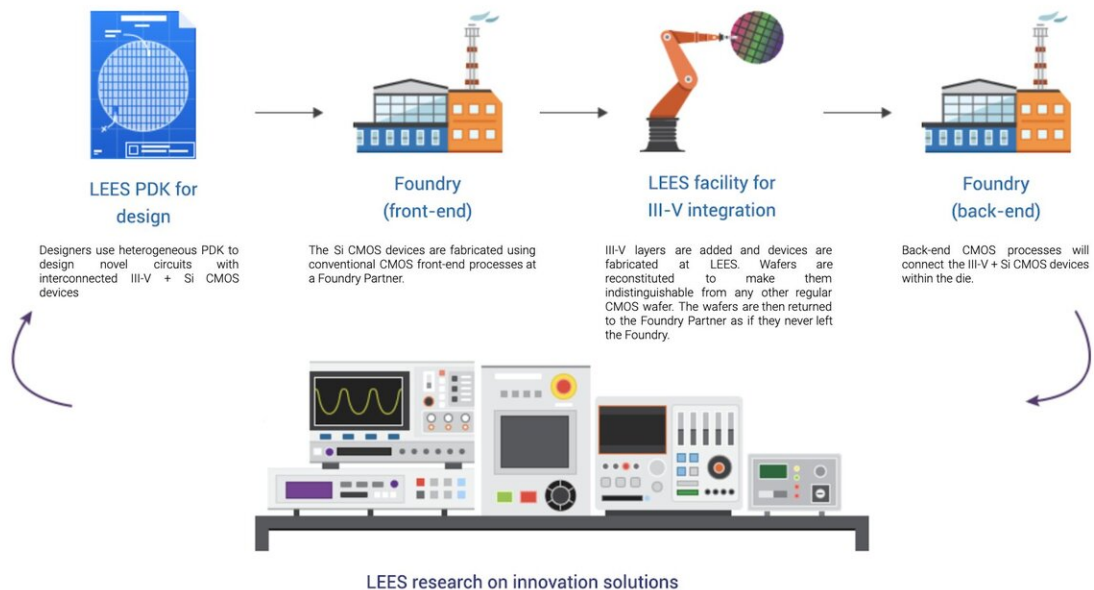 LEES PDK for
design
Designers use heterogeneous PDK to
design novel circuits with
interconnected III-V + Si CMOS
devices
Foundry
(front-end)
The Si CMOS devices are fabricated using
conventional CMOS front-end processes at
a Foundry Partner.
LEES facility for
III-V integration
III-V layers are added and devices are
fabricated at LEES. Wafers are
reconstituted to make them
indistinguishable from any other regular
CMOS wafer. The wafers are then returned
to the Foundry Partner as if they never left
the Foundry.
Foundry
(back-end)
Back-end CMOS processes will
connect the III-V + Si CMOS devices
within the die.
LEES research on innovation solutions